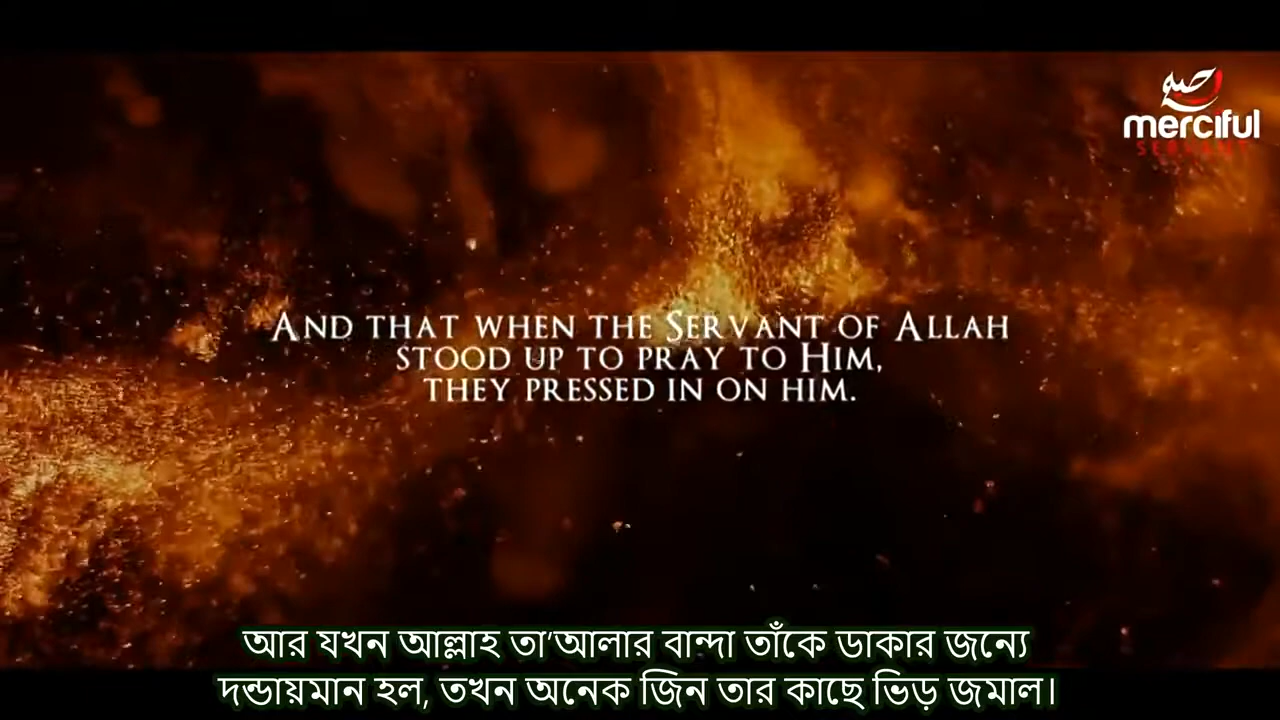 merciful
SERVANT
AND THAT WHEN THE SERVANT OF ALLAH
STOOD UP TO PRAY TO HIM,
THEY PRESSED IN ON HIM.
আর যখন আল্লাহ তা'আলার বান্দা তাঁকে ডাকার জন্যে
দন্ডায়মান হল, তখন অনেক জিন তার কাছে ভিড় জমাল।